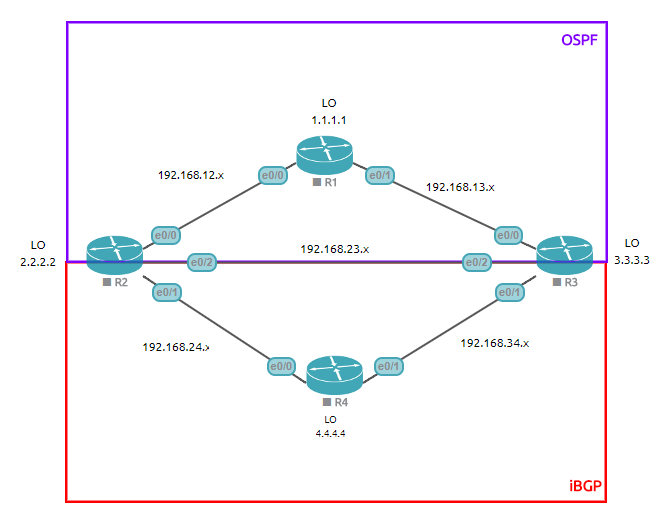 OSPF
LO
1.1.1.1
192.168.12.x
e0/0
e0/1
R1
192.168.13.x
e0/0
e0/0
LO
2.2.2.2
192.168.23.x
LO
3.3.3.3
e0/2
e0/2
R2
R3
e0/1
e0/1
192.168.24.x
192.168.34.x
e0/0
e0/1
R4
LO
4.4.4.4
iBGP